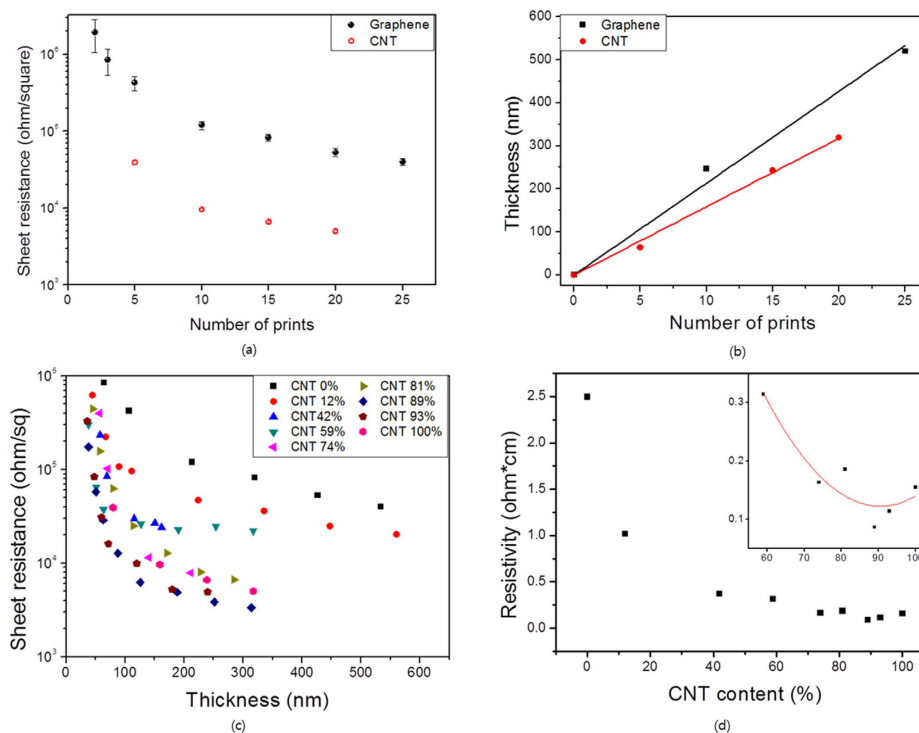 Graphene
CNT
10^6
10^5
10^4
10^3
0
5
10
15
20
25
Sheet resistance (ohm/square)
Number of prints
(a)
Graphene
CNT
600
500
400
300
200
100
0
0
5
10
15
20
25
Thickness (nm)
Number of prints
(b)
CNT 0%
CNT 12%
CNT42%
CNT 59%
CNT 74%
CNT 81%
CNT 89%
CNT 93%
CNT 100%
10^6
10^5
10^4
10^3
0
100
200
300
400
500
600
Sheet resistance (ohm/sq)
Thickness (nm)
(c)
2.5
2.0
1.5
1.0
0.5
0.0
0
20
40
60
80
100
Resistivity (ohm*cm)
CNT content (%)
0.3
0.2
0.1
60
70
80
90
100
(d)